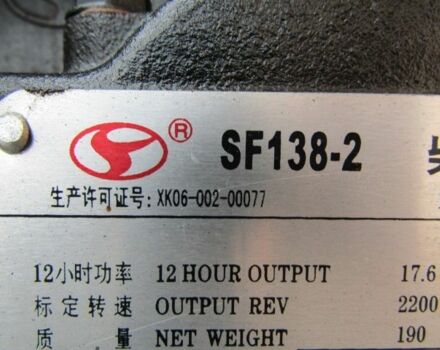 ® SF138-2
生产许可证号: XK06-002-00077
12小时功率 12 HOUR OUTPUT 17.6
标定转速 OUTPUT REV 2200
质 量 NET WEIGHT 190